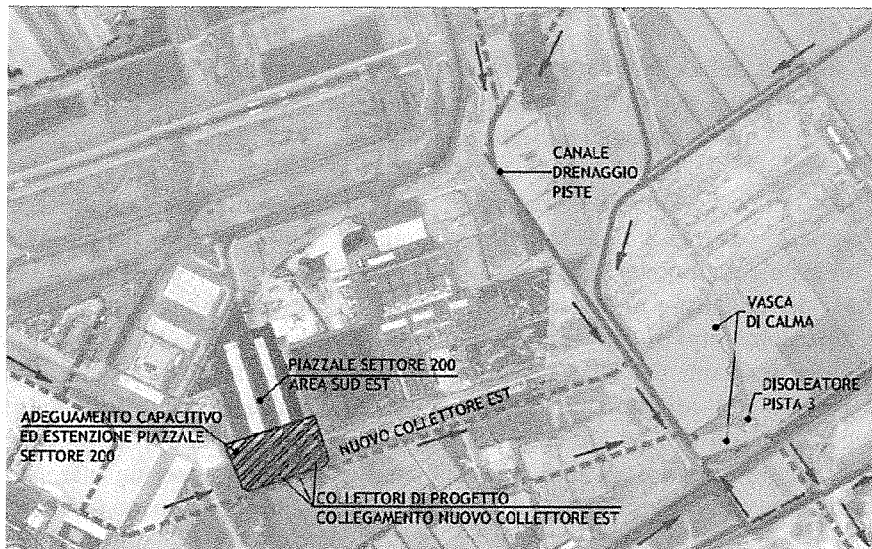 CANALE
DRENAGGIO
PISTE
VASCA
DI CALMA
PIAZZALE SETTORE 200
AREA SUD EST
DISOLEATORE
PISTA 3
ADEGUAMENTO CAPACITIVO
ED ESTENZIONE PIAZZALE
SETTORE 200
NUOVO COLLETTORE EST
COLLETTORI DI PROGETTO
COLLEGAMENTO NUOVO COLLETTORE EST